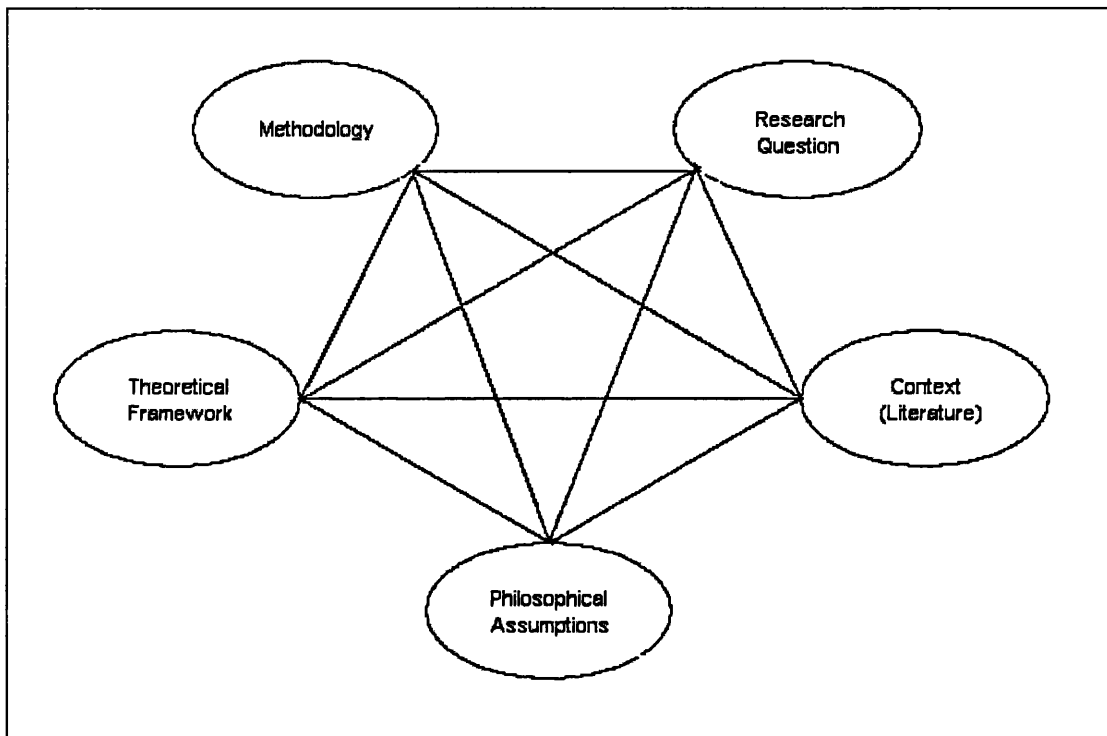 Methodology
Research
Question
Theoretical
Framework
Context
(Literature)
Philosophical
Assumptions